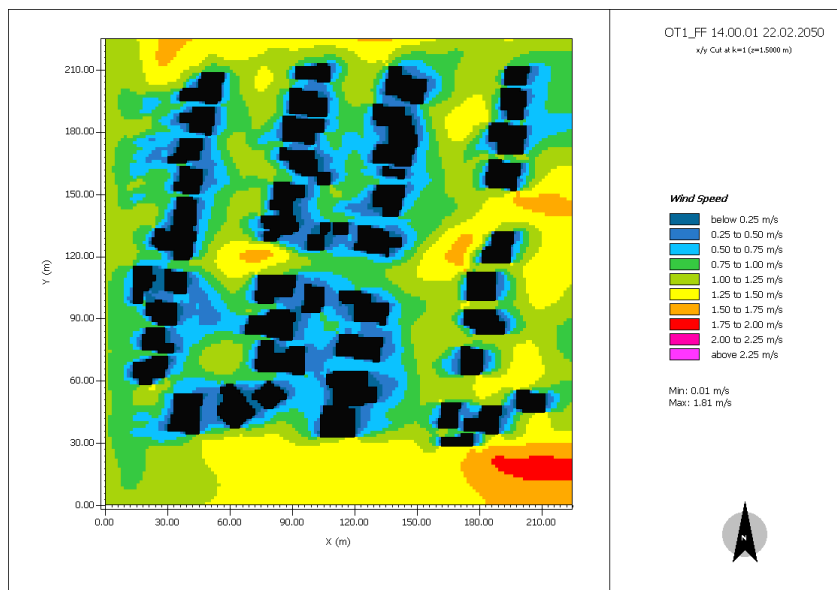 OT1_FF 14.00.01 22.02.2050
x/y Cut at k=1 (z=1.5000 m)
210.00
180.00
150.00
120.00
90.00
60.00
30.00
0.00
Y (m)
0.00 30.00 60.00 90.00 120.00 150.00 180.00 210.00
X (m)
Wind Speed
below 0.25 m/s
0.25 to 0.50 m/s
0.50 to 0.75 m/s
0.75 to 1.00 m/s
1.00 to 1.25 m/s
1.25 to 1.50 m/s
1.50 to 1.75 m/s
1.75 to 2.00 m/s
2.00 to 2.25 m/s
above 2.25 m/s
Min: 0.01 m/s
Max: 1.81 m/s
N